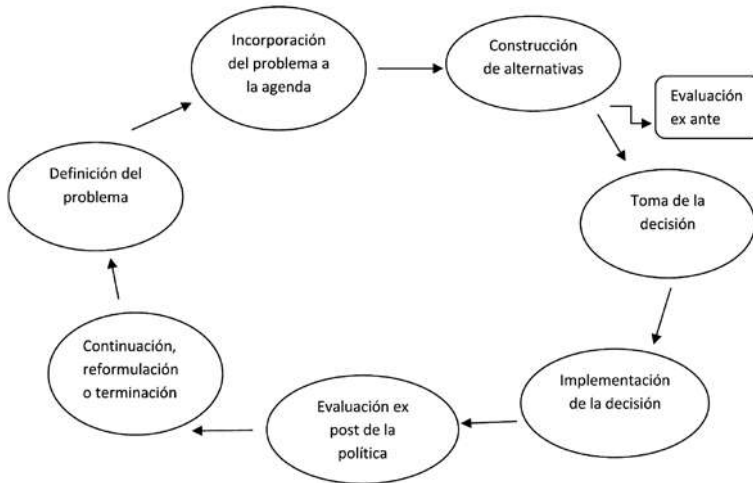 Incorporación
del problema a
la agenda
Construcción
de alternativas
Evaluación
ex ante
Toma de la
decisión
Implementación
de la decisión
Evaluación ex
post de la
política
Continuación,
reformulación
o terminación
Definición del
problema